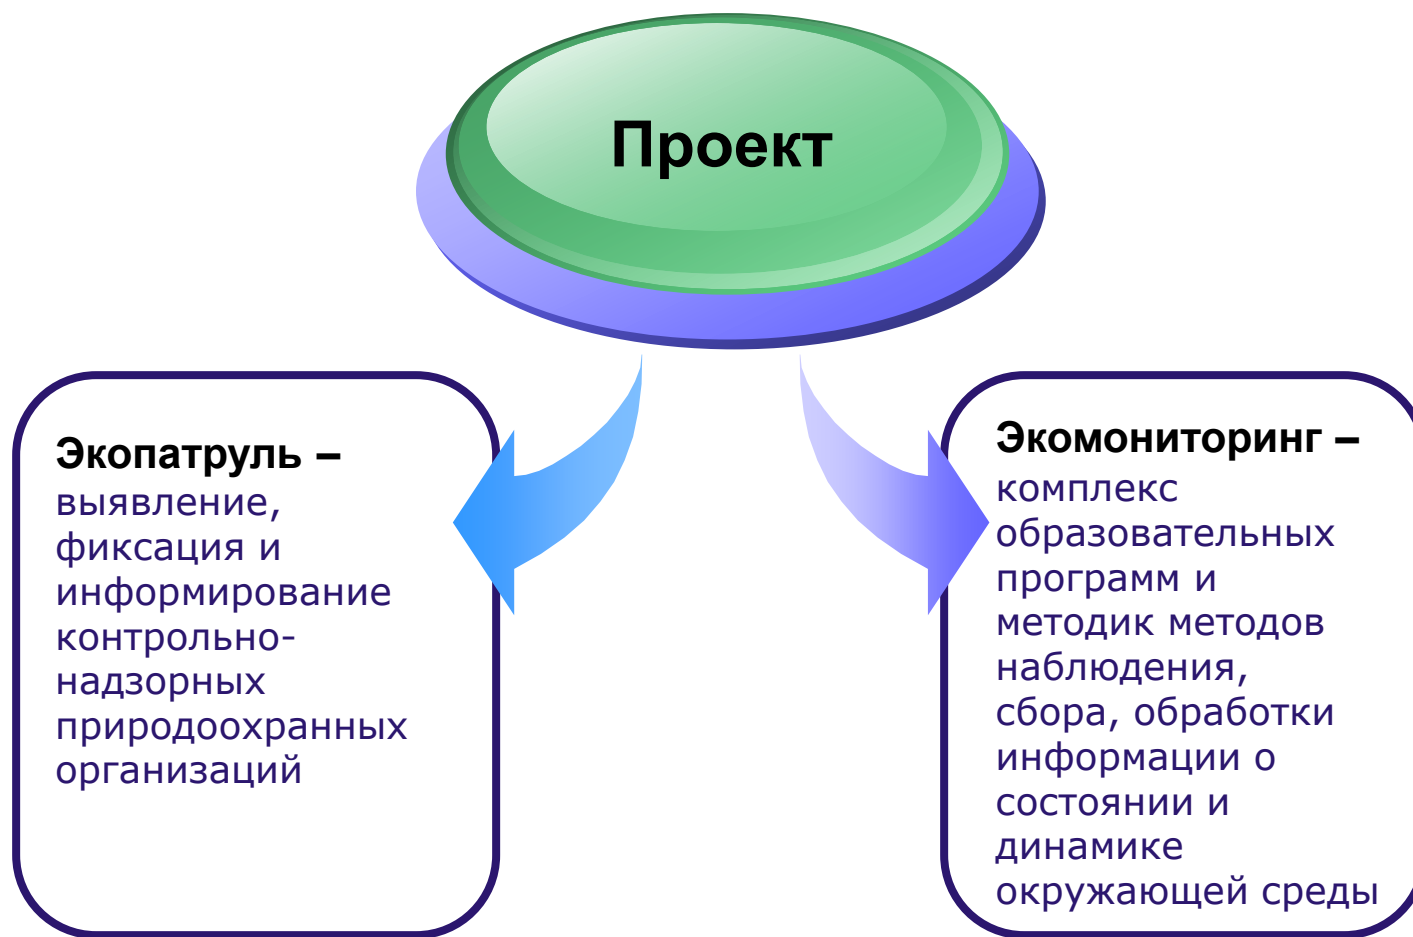 Проект
Экопатруль –
выявление,
фиксация и
информирование
контрольно-
надзорных
природоохранных
организаций
Экомониторинг –
комплекс
образовательных
программ и
методик методов
наблюдения,
сбора, обработки
информации о
состоянии и
динамике
окружающей среды